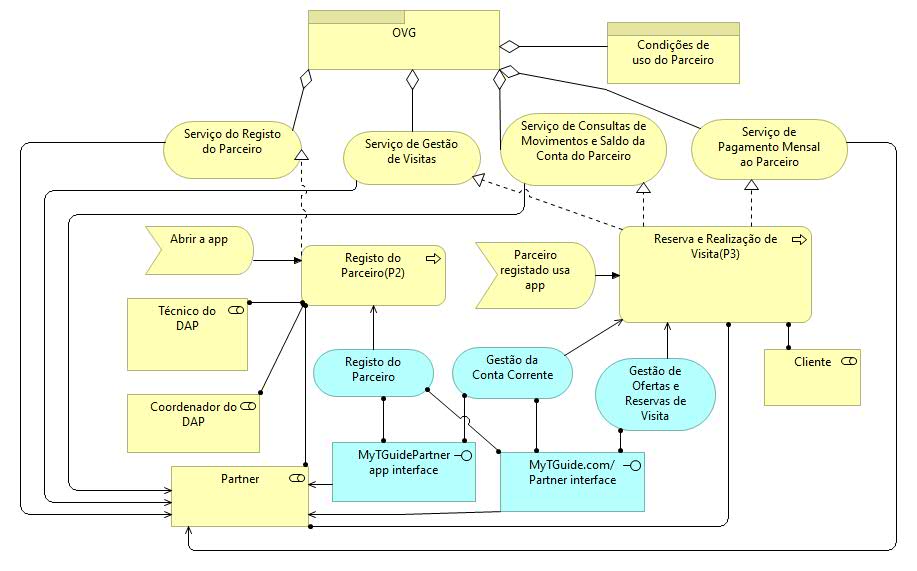 OVG
Condições de
uso do Parceiro
Serviço do Registo
do Parceiro
Serviço de Gestão
de Visitas
Serviço de Consultas de
Movimentos e Saldo da
Conta do Parceiro
Serviço de
Pagamento Mensal
ao Parceiro
Abrir a app
Registo do
Parceiro(P2)
Parceiro
registado usa
app
Reserva e Realização de
Visita(P3)
Técnico do
DAP
Coordenador do
DAP
Registo do
Parceiro
Gestão da
Conta Corrente
Gestão de
Ofertas e
Reservas de
Visita
Cliente
Partner
MyTGuidePartner
app interface
MyTGuide.com/
Partner interface